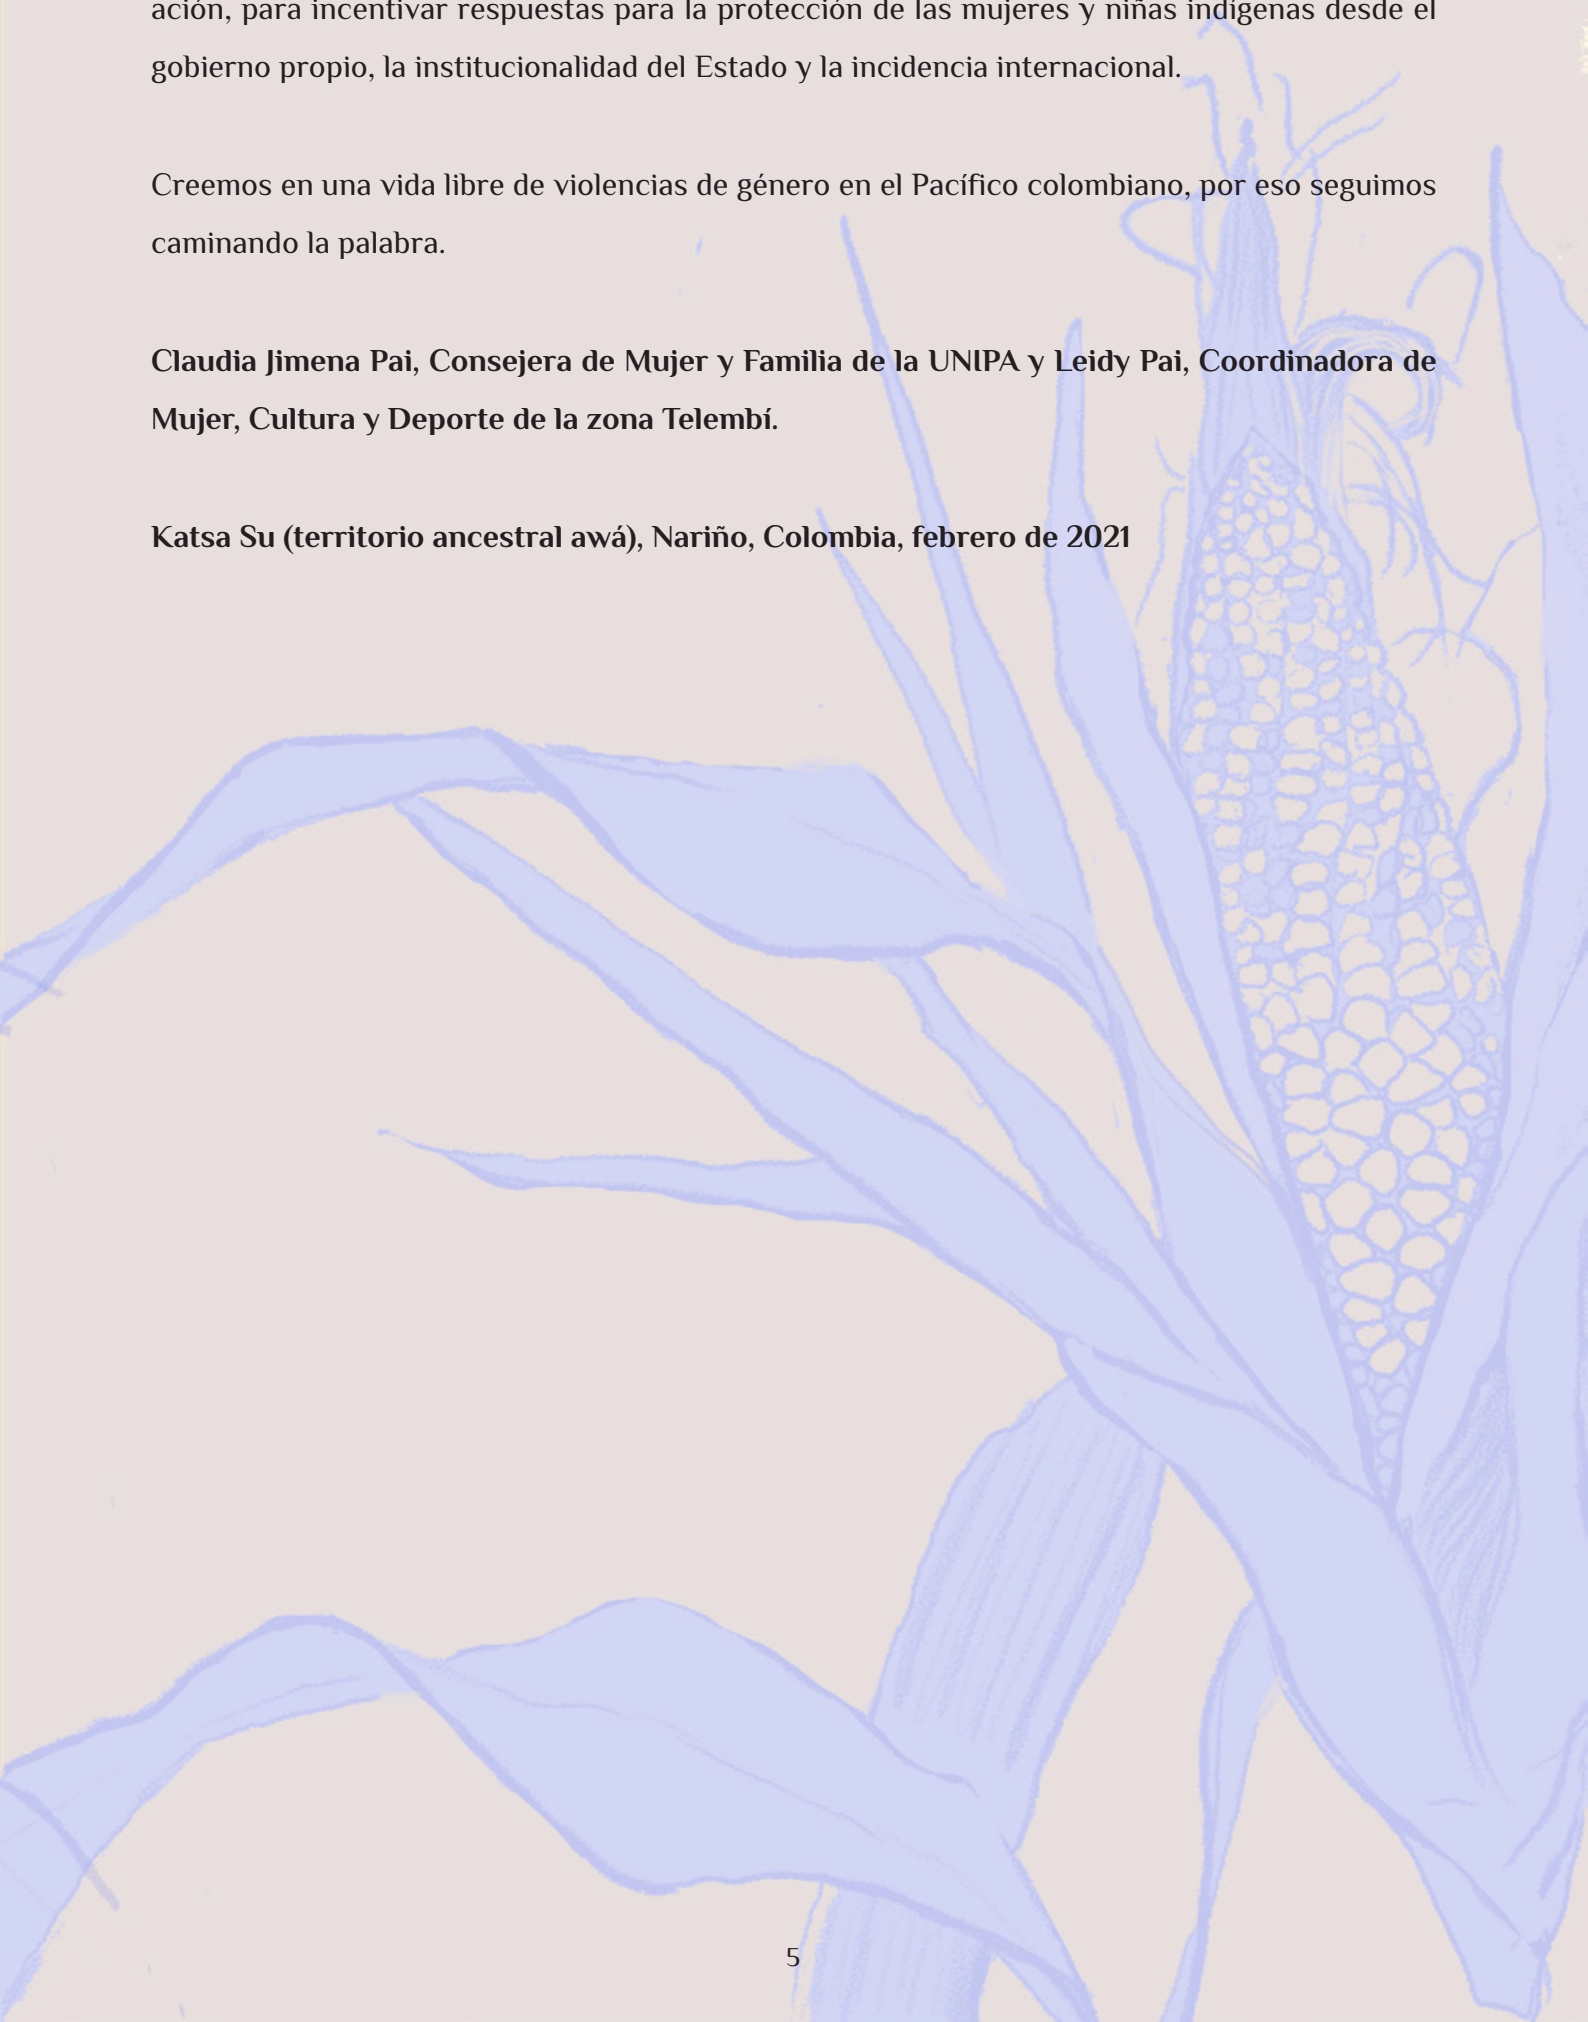 ación, para incentivar respuestas para la protección de las mujeres y niñas indígenas desde el
gobierno propio, la institucionalidad del Estado y la incidencia internacional.
Creemos en una vida libre de violencias de género en el Pacífico colombiano, por eso seguimos
caminando la palabra.
Claudia Jimena Pai, Consejera de Mujer y Familia de la UNIPA y Leidy Pai, Coordinadora de
Mujer, Cultura y Deporte de la zona Telembí.
Katsa Su (territorio ancestral awá), Nariño, Colombia, febrero de 2021
5